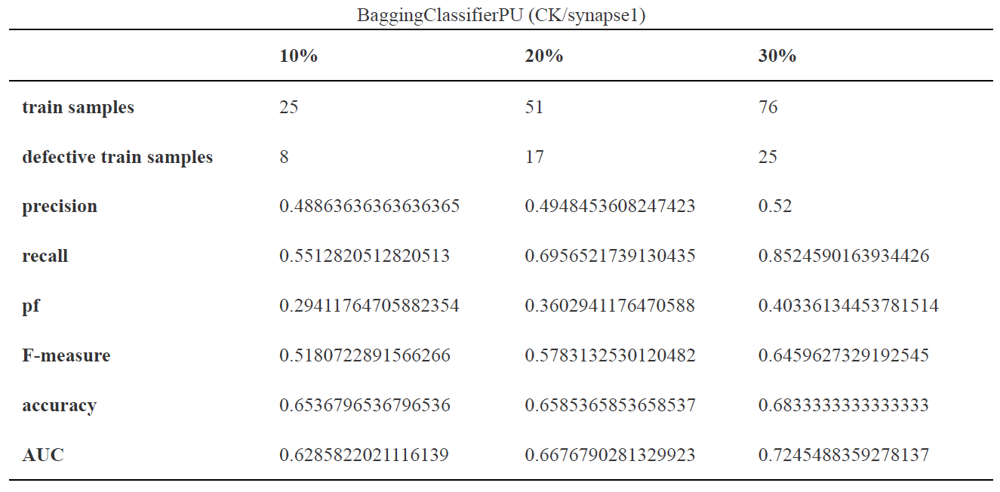 BaggingClassifierPU (CK/synapse1)
10% 20% 30%
train samples 25 51 76
defective train samples 8 17 25
precision 0.48863636363636365 0.4948453608247423 0.52
recall 0.5512820512820513 0.6956521739130435 0.8524590163934426
pf 0.29411764705882354 0.3602941176470588 0.40336134453781514
F-measure 0.5180722891566266 0.5783132530120482 0.6459627329192545
accuracy 0.6536796536796536 0.6585365853658537 0.6833333333333333
AUC 0.6285822021116139 0.6676790281329923 0.7245488359278137